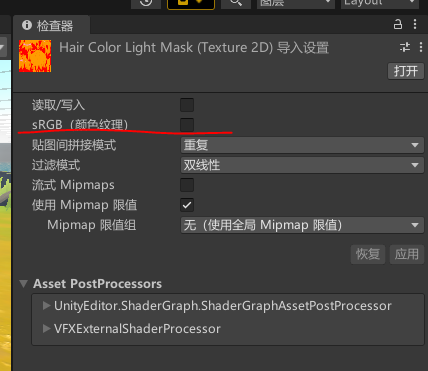 图层
Layout
检查器
Hair Color Light Mask (Texture 2D) 导入设置
打开
读取/写入
sRGB（颜色纹理）
贴图间拼接模式 重复
过滤模式 双线性
流式 Mipmaps
使用 Mipmap 限值
Mipmap 限值组 无（使用全局 Mipmap 限值）
恢复 应用
Asset PostProcessors
UnityEditor.ShaderGraph.ShaderGraphAssetPostProcessor
VFXExternalShaderProcessor